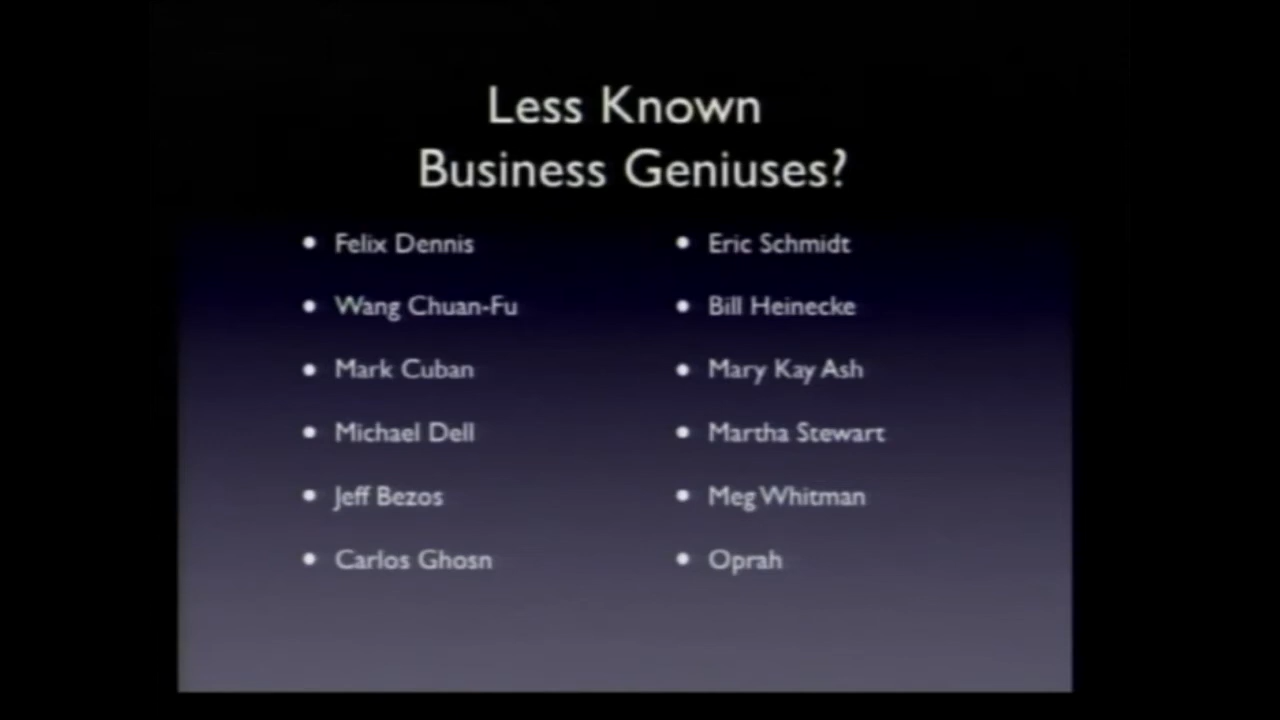 Less Known
Business Geniuses?
• Felix Dennis
• Wang Chuan-Fu
• Mark Cuban
• Michael Dell
• Jeff Bezos
• Carlos Ghosn
• Eric Schmidt
• Bill Heinecke
• Mary Kay Ash
• Martha Stewart
• Meg Whitman
• Oprah